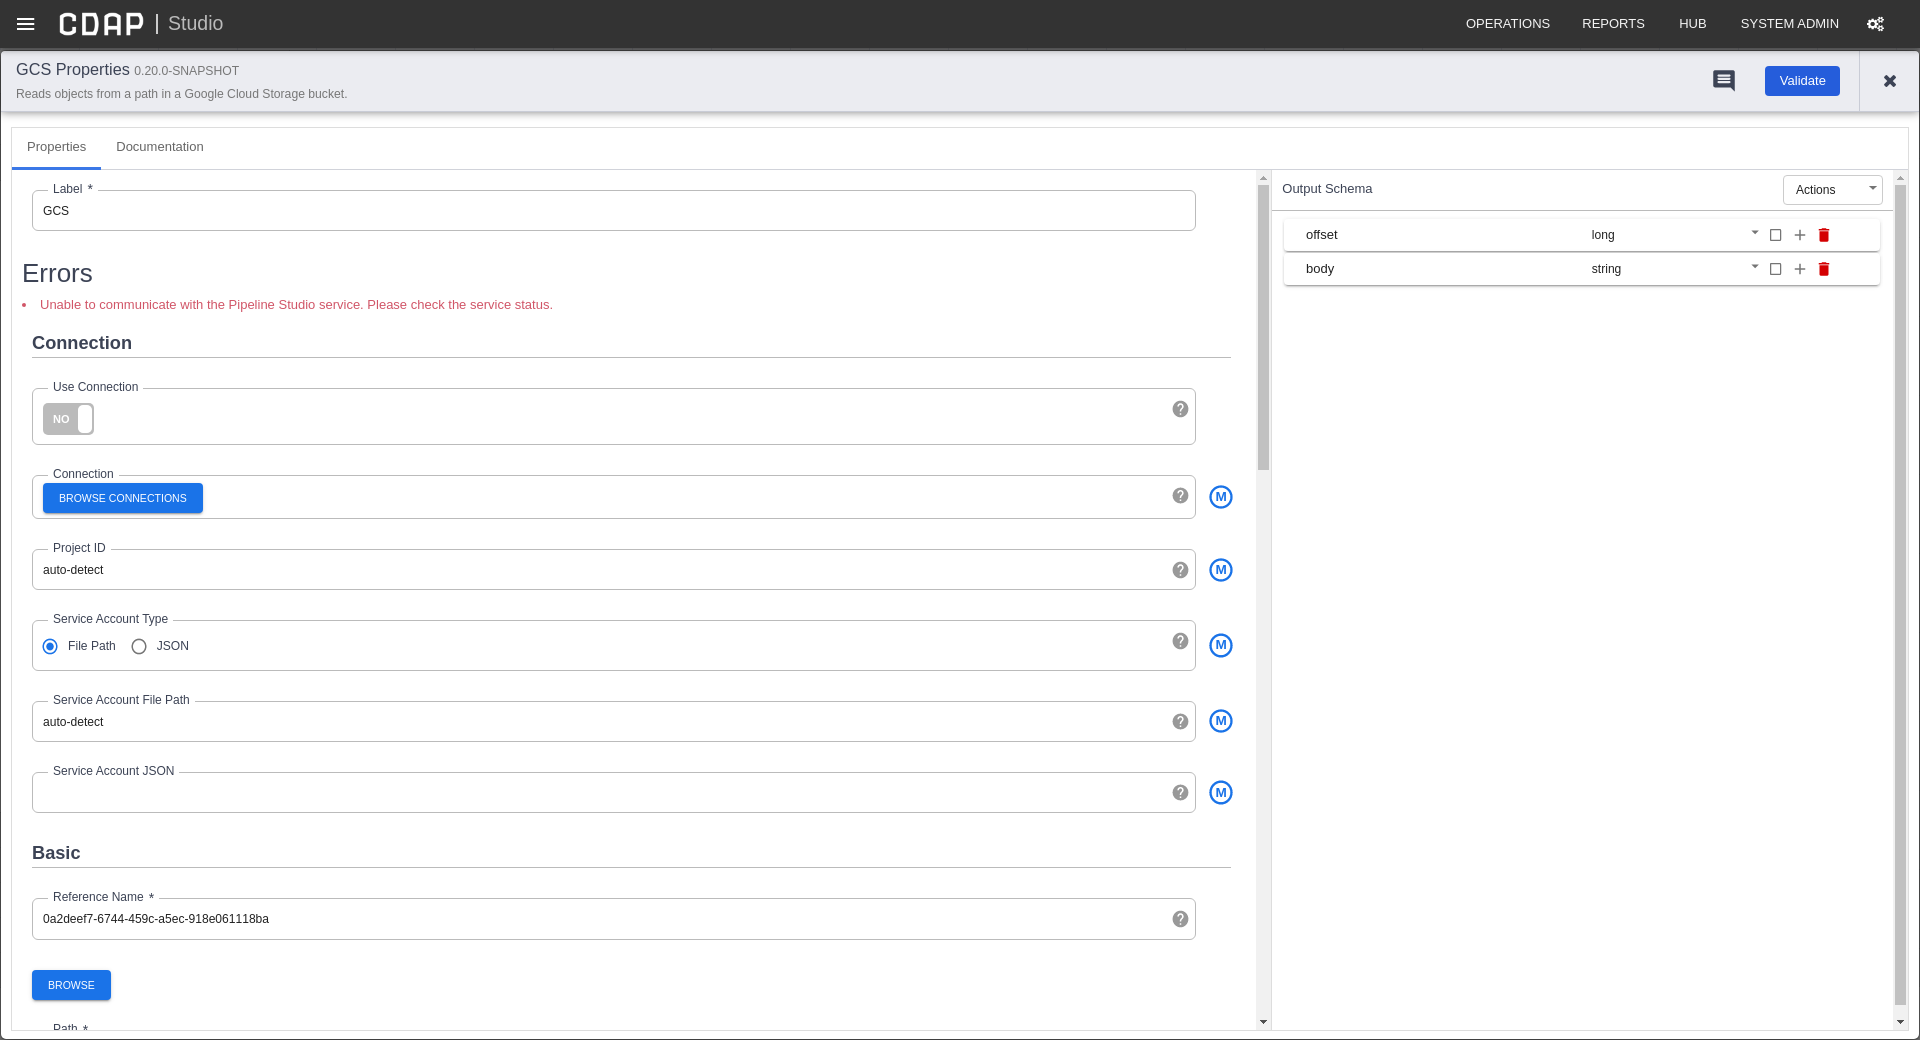 CDAP | Studio
OPERATIONS REPORTS HUB SYSTEM ADMIN
GCS Properties 0.20.0-SNAPSHOT
Reads objects from a path in a Google Cloud Storage bucket.
Validate
Properties Documentation
Label *
GCS
Errors
• Unable to communicate with the Pipeline Studio service. Please check the service status.
Connection
Use Connection
NO
Connection
BROWSE CONNECTIONS
M
Project ID
auto-detect
M
Service Account Type
File Path JSON
M
Service Account File Path
auto-detect
M
Service Account JSON
M
Basic
Reference Name *
0a2deef7-6744-459c-a5ec-918e061118ba
BROWSE
Path *
Output Schema
Actions
offset long
body string